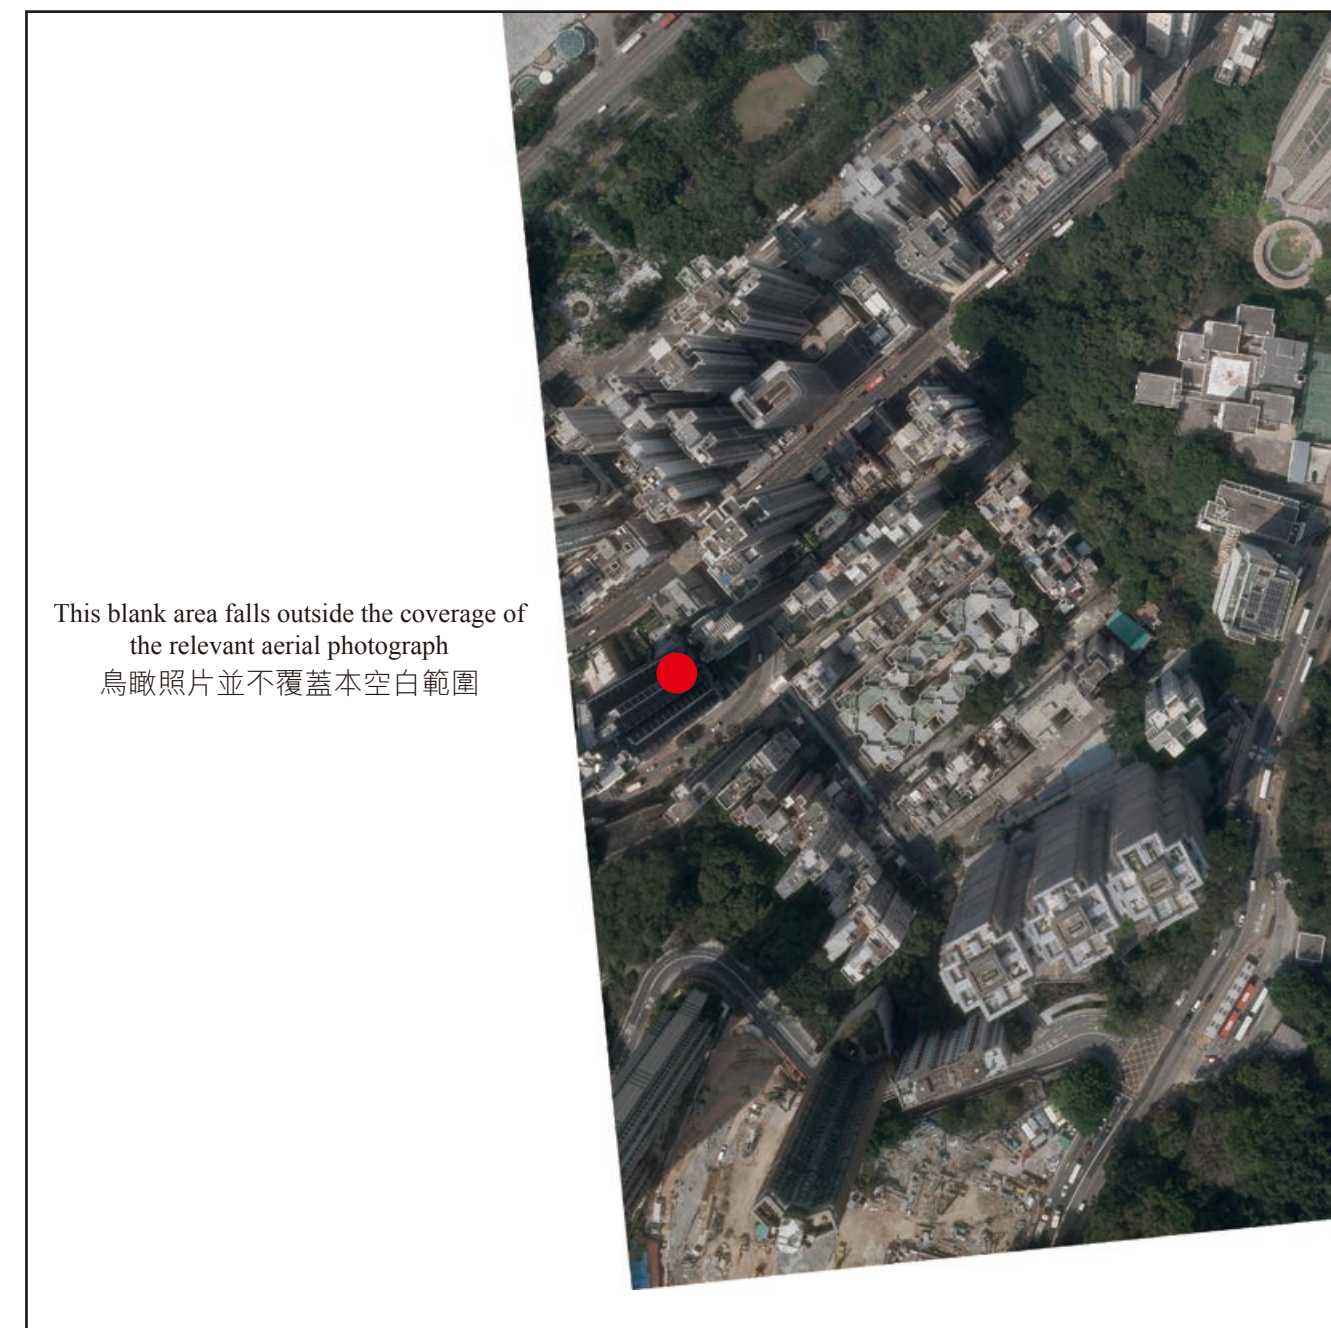 This blank area falls outside the coverage of
the relevant aerial photograph
鳥瞰照片並不覆蓋本空白範圍